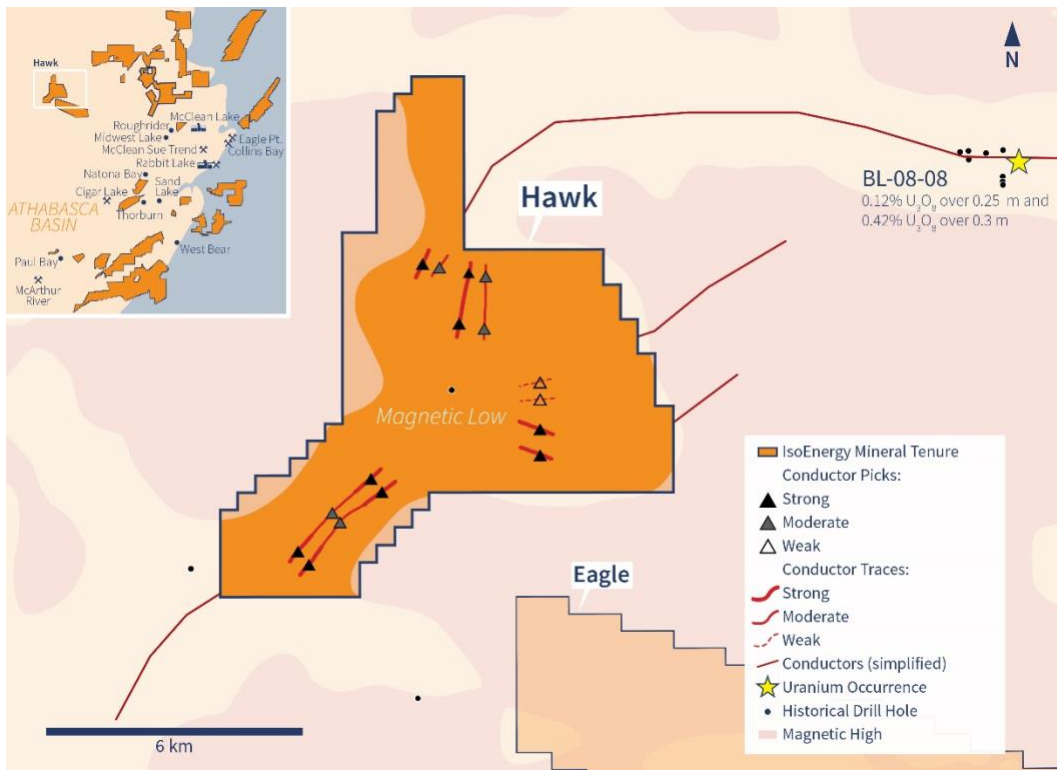 Hawk
McClean Lake
Roughrider
Midwest Lake
Eagle Pt.
McClean Sue Trend
Collins Bay
Rabbit Lake
Natona Bay
Sand
Lake
Cigar Lake
ATHABASCA
BASIN
Thorburn
West Bear
Paul Bay
McArthur
River
N
Hawk
BL-08-08
0.12% U₃O₈ over 0.25 m and
0.42% U₃O₈ over 0.3 m
Magnetic Low
Eagle
6 km
IsoEnergy Mineral Tenure
Conductor Picks:
Strong
Moderate
Weak
Conductor Traces:
Strong
Moderate
Weak
Conductors (simplified)
Uranium Occurrence
Historical Drill Hole
Magnetic High